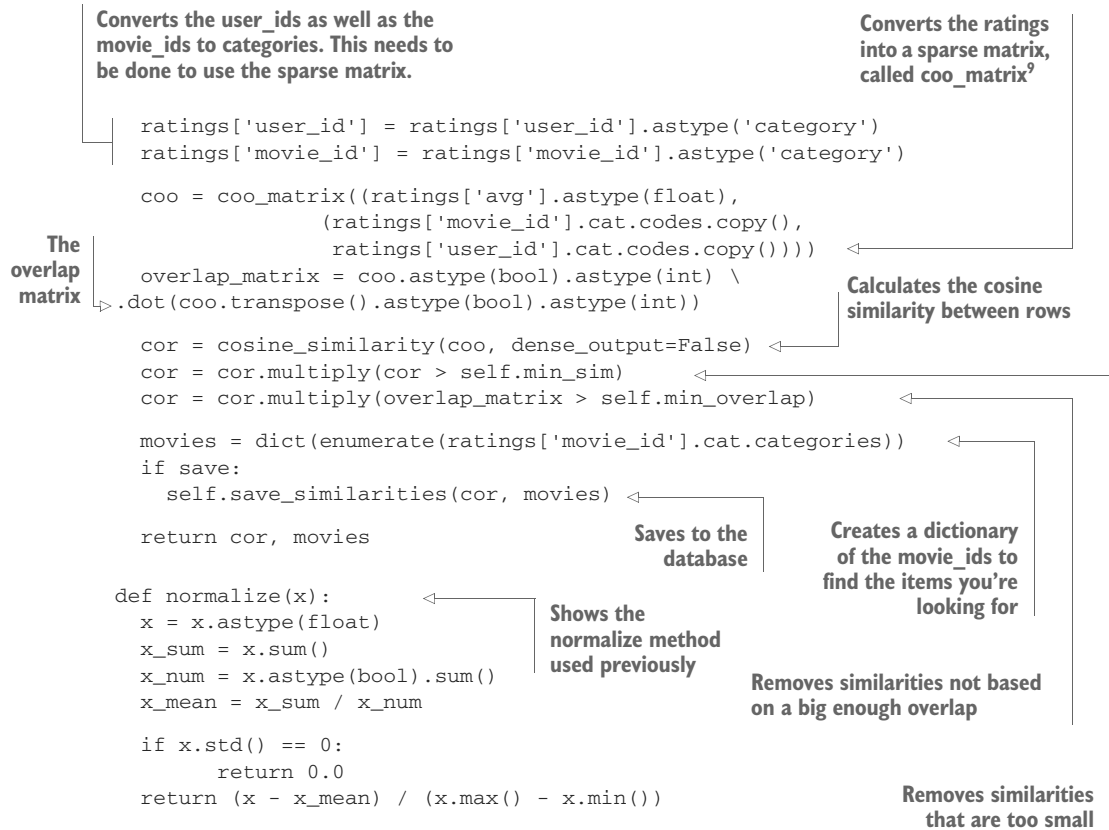 Converts the user_ids as well as the
movie_ids to categories. This needs to
be done to use the sparse matrix.
Converts the ratings
into a sparse matrix,
called coo_matrix9
ratings['user_id'] = ratings['user_id'].astype('category')
ratings['movie_id'] = ratings['movie_id'].astype('category')
coo = coo_matrix((ratings['avg'].astype(float),
(ratings['movie_id'].cat.codes.copy(),
ratings['user_id'].cat.codes.copy())))
The
overlap
matrix
overlap_matrix = coo.astype(bool).astype(int) \
.dot(coo.transpose().astype(bool).astype(int))
Calculates the cosine
similarity between rows
cor = cosine_similarity(coo, dense_output=False)
cor = cor.multiply(cor > self.min_sim)
cor = cor.multiply(overlap_matrix > self.min_overlap)
movies = dict(enumerate(ratings['movie_id'].cat.categories))
if save:
self.save_similarities(cor, movies)
return cor, movies
Saves to the
database
Creates a dictionary
of the movie_ids to
find the items you're
looking for
def normalize(x):
x = x.astype(float)
x_sum = x.sum()
x_num = x.astype(bool).sum()
x_mean = x_sum / x_num
Shows the
normalize method
used previously
Removes similarities not based
on a big enough overlap
if x.std() == 0:
return 0.0
return (x - x_mean) / (x.max() - x.min())
Removes similarities
that are too small